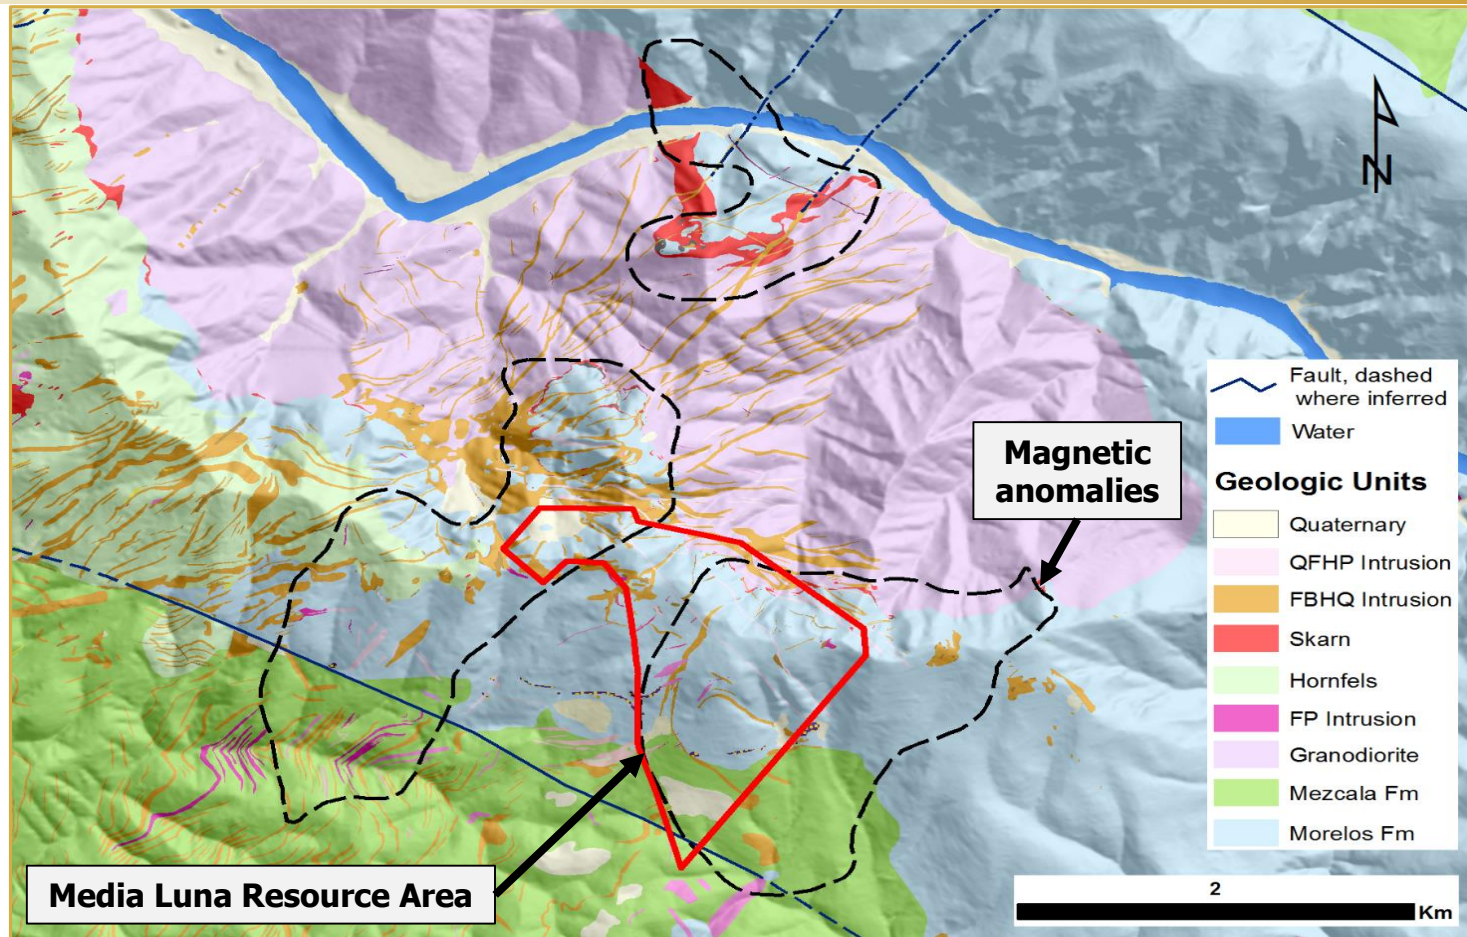 N
Fault, dashed
where inferred
Water
Magnetic
anomalies
Geologic Units
Quaternary
QFHP Intrusion
FBHQ Intrusion
Skarn
Hornfels
FP Intrusion
Granodiorite
Mezcala Fm
Morelos Fm
Media Luna Resource Area
2
Km